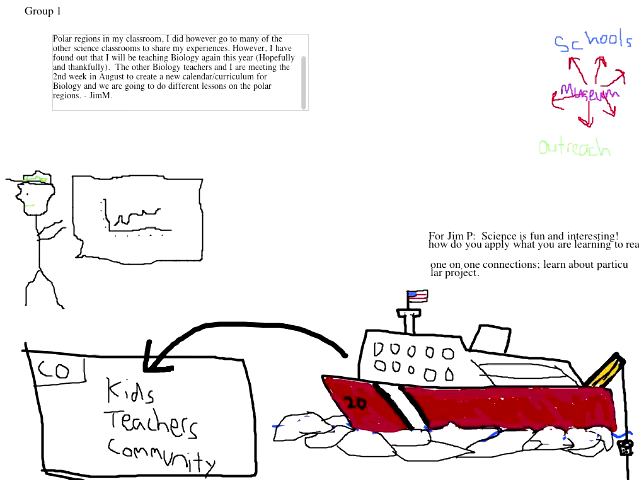 Group 1
Polar regions in my classroom, I did however go to many of the
other science classrooms to share my experiences. However, I have
found out that I will be teaching Biology again this year (Hopefully
and thankfully). The other Biology teachers and I are meeting the
2nd week in August to create a new calendar/curriculum for
Biology and we are going to do different lessons on the polar
regions. - JimM.
Schools
Museum
outreach
For Jim P: Science is fun and interesting!
how do you apply what you are learning to rea
one on one connections; learn about particu
lar project.
CO
Kids
Teachers
Community
20